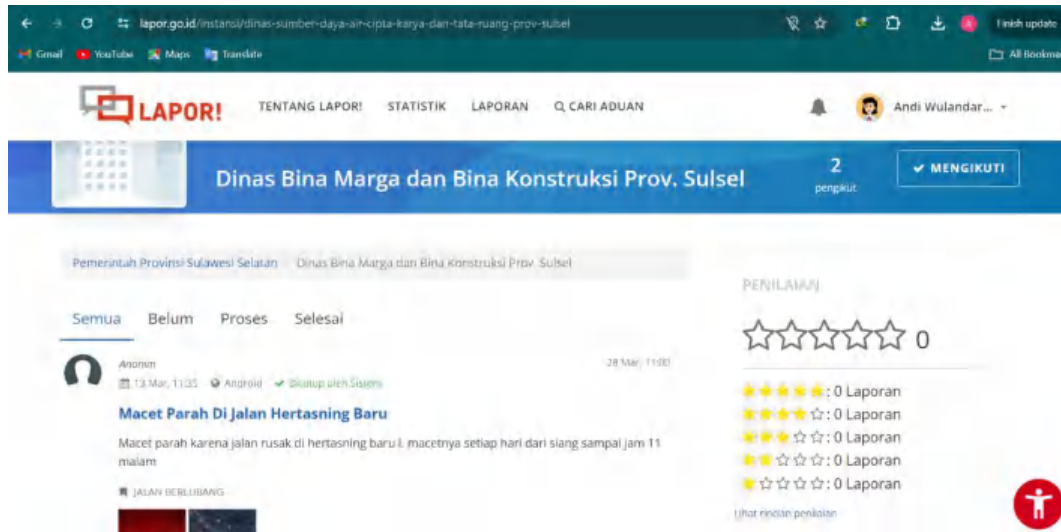 lapor.go.id/instansi/dinas-sumber-daya-air-cipta-karya-dan-tata-ruang-prov-sulsel
Finish update
Gmail YouTube Maps Translate
All Bookma
LAPOR! TENTANG LAPOR! STATISTIK LAPORAN CARI ADUAN Andi Wulandar...
Dinas Bina Marga dan Bina Konstruksi Prov. Sulsel
2
pengikut
MENGIKUTI
Pemerintah Provinsi Sulawesi Selatan Dinas Bina Marga dan Bina Konstruksi Prov. Sulsel
Semua Belum Proses Selesai
Anonim
28 Mar, 11:00
13 Mar, 11:35 Android Ditutup oleh Sistem
Macet Parah Di Jalan Hertasning Baru
Macet parah karena jalan rusak di hertasning baru i. macetnya setiap hari dari siang sampai jam 11
malam
JALAN BERLUBANG
PENILAIAN
0
: 0 Laporan
: 0 Laporan
: 0 Laporan
: 0 Laporan
: 0 Laporan
Lihat rincian penilaian